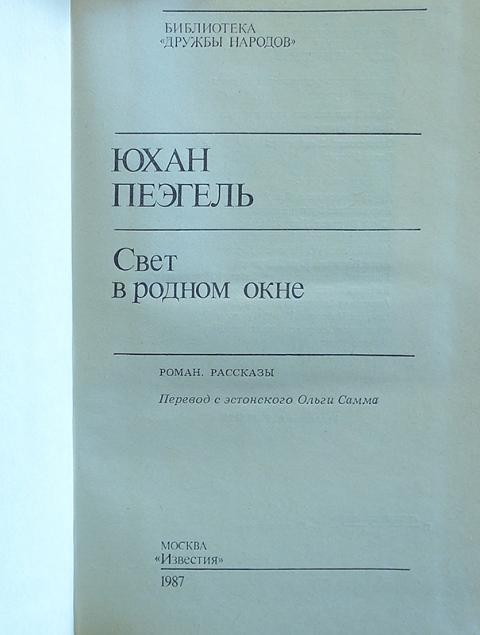 БИБЛИОТЕКА
«ДРУЖБЫ НАРОДОВ»
ЮХАН
ПЕЭГЕЛЬ
Свет
в родном окне
РОМАН. РАССКАЗЫ
Перевод с эстонского Ольги Самма
МОСКВА
«Известия»
1987